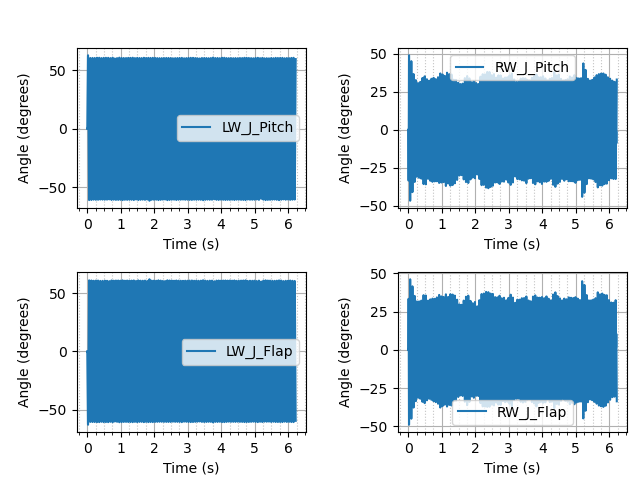 50
0
−50
Angle (degrees)
LW_J_Pitch
0 1 2 3 4 5 6
Time (s)
50
25
0
−25
−50
Angle (degrees)
RW_J_Pitch
0 1 2 3 4 5 6
Time (s)
50
0
−50
Angle (degrees)
LW_J_Flap
0 1 2 3 4 5 6
Time (s)
50
25
0
−25
−50
Angle (degrees)
RW_J_Flap
0 1 2 3 4 5 6
Time (s)